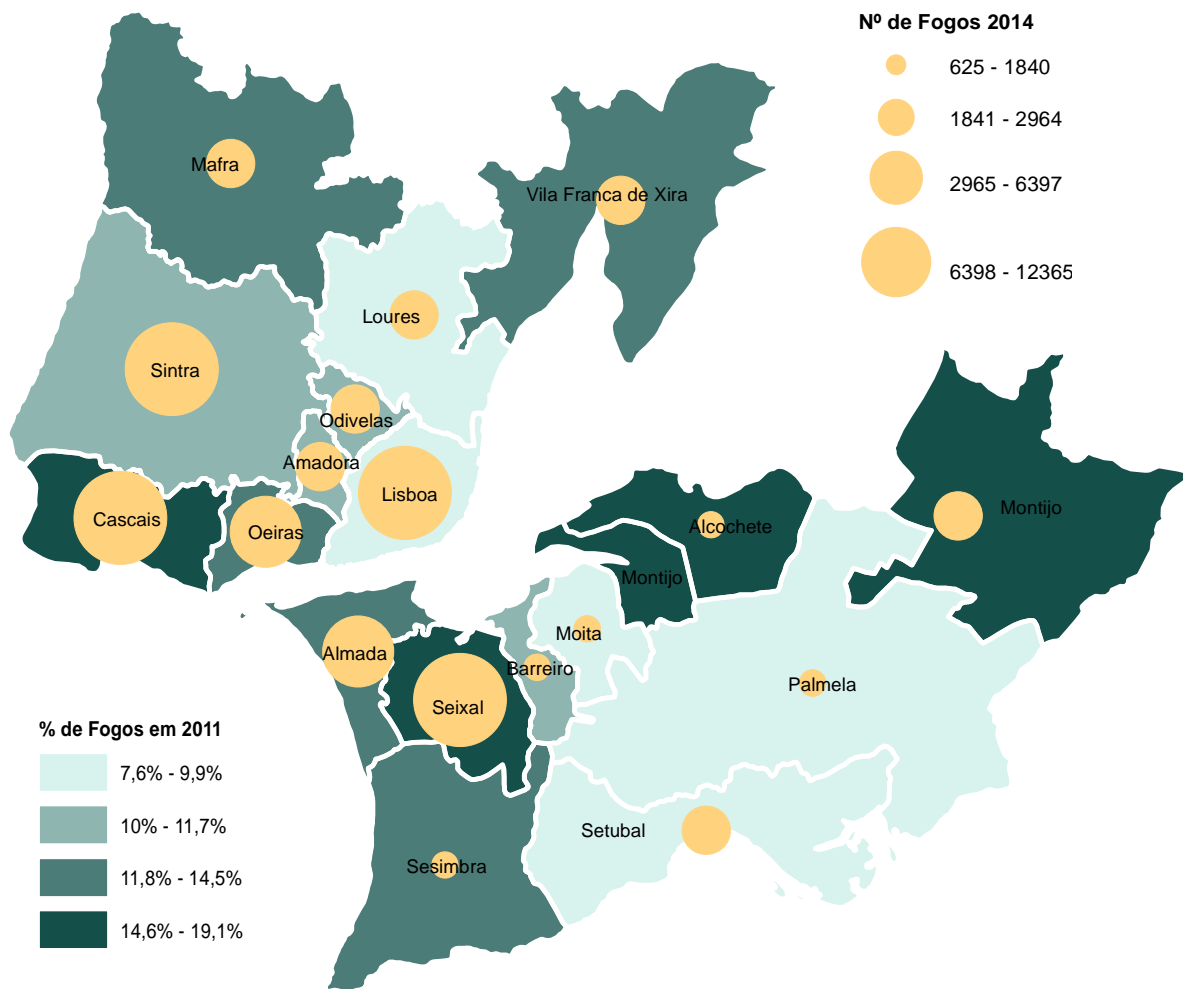 Nº de Fogos 2014
625 - 1840
1841 - 2964
2965 - 6397
6398 - 12365
Mafra
Vila Franca de Xira
Loures
Sintra
Odivelas
Amadora
Lisboa
Cascais
Oeiras
Alcochete
Montijo
Montijo
Moita
Almada
Barreiro
Palmela
Seixal
Setubal
Sesimbra
% de Fogos em 2011
7,6% - 9,9%
10% - 11,7%
11,8% - 14,5%
14,6% - 19,1%